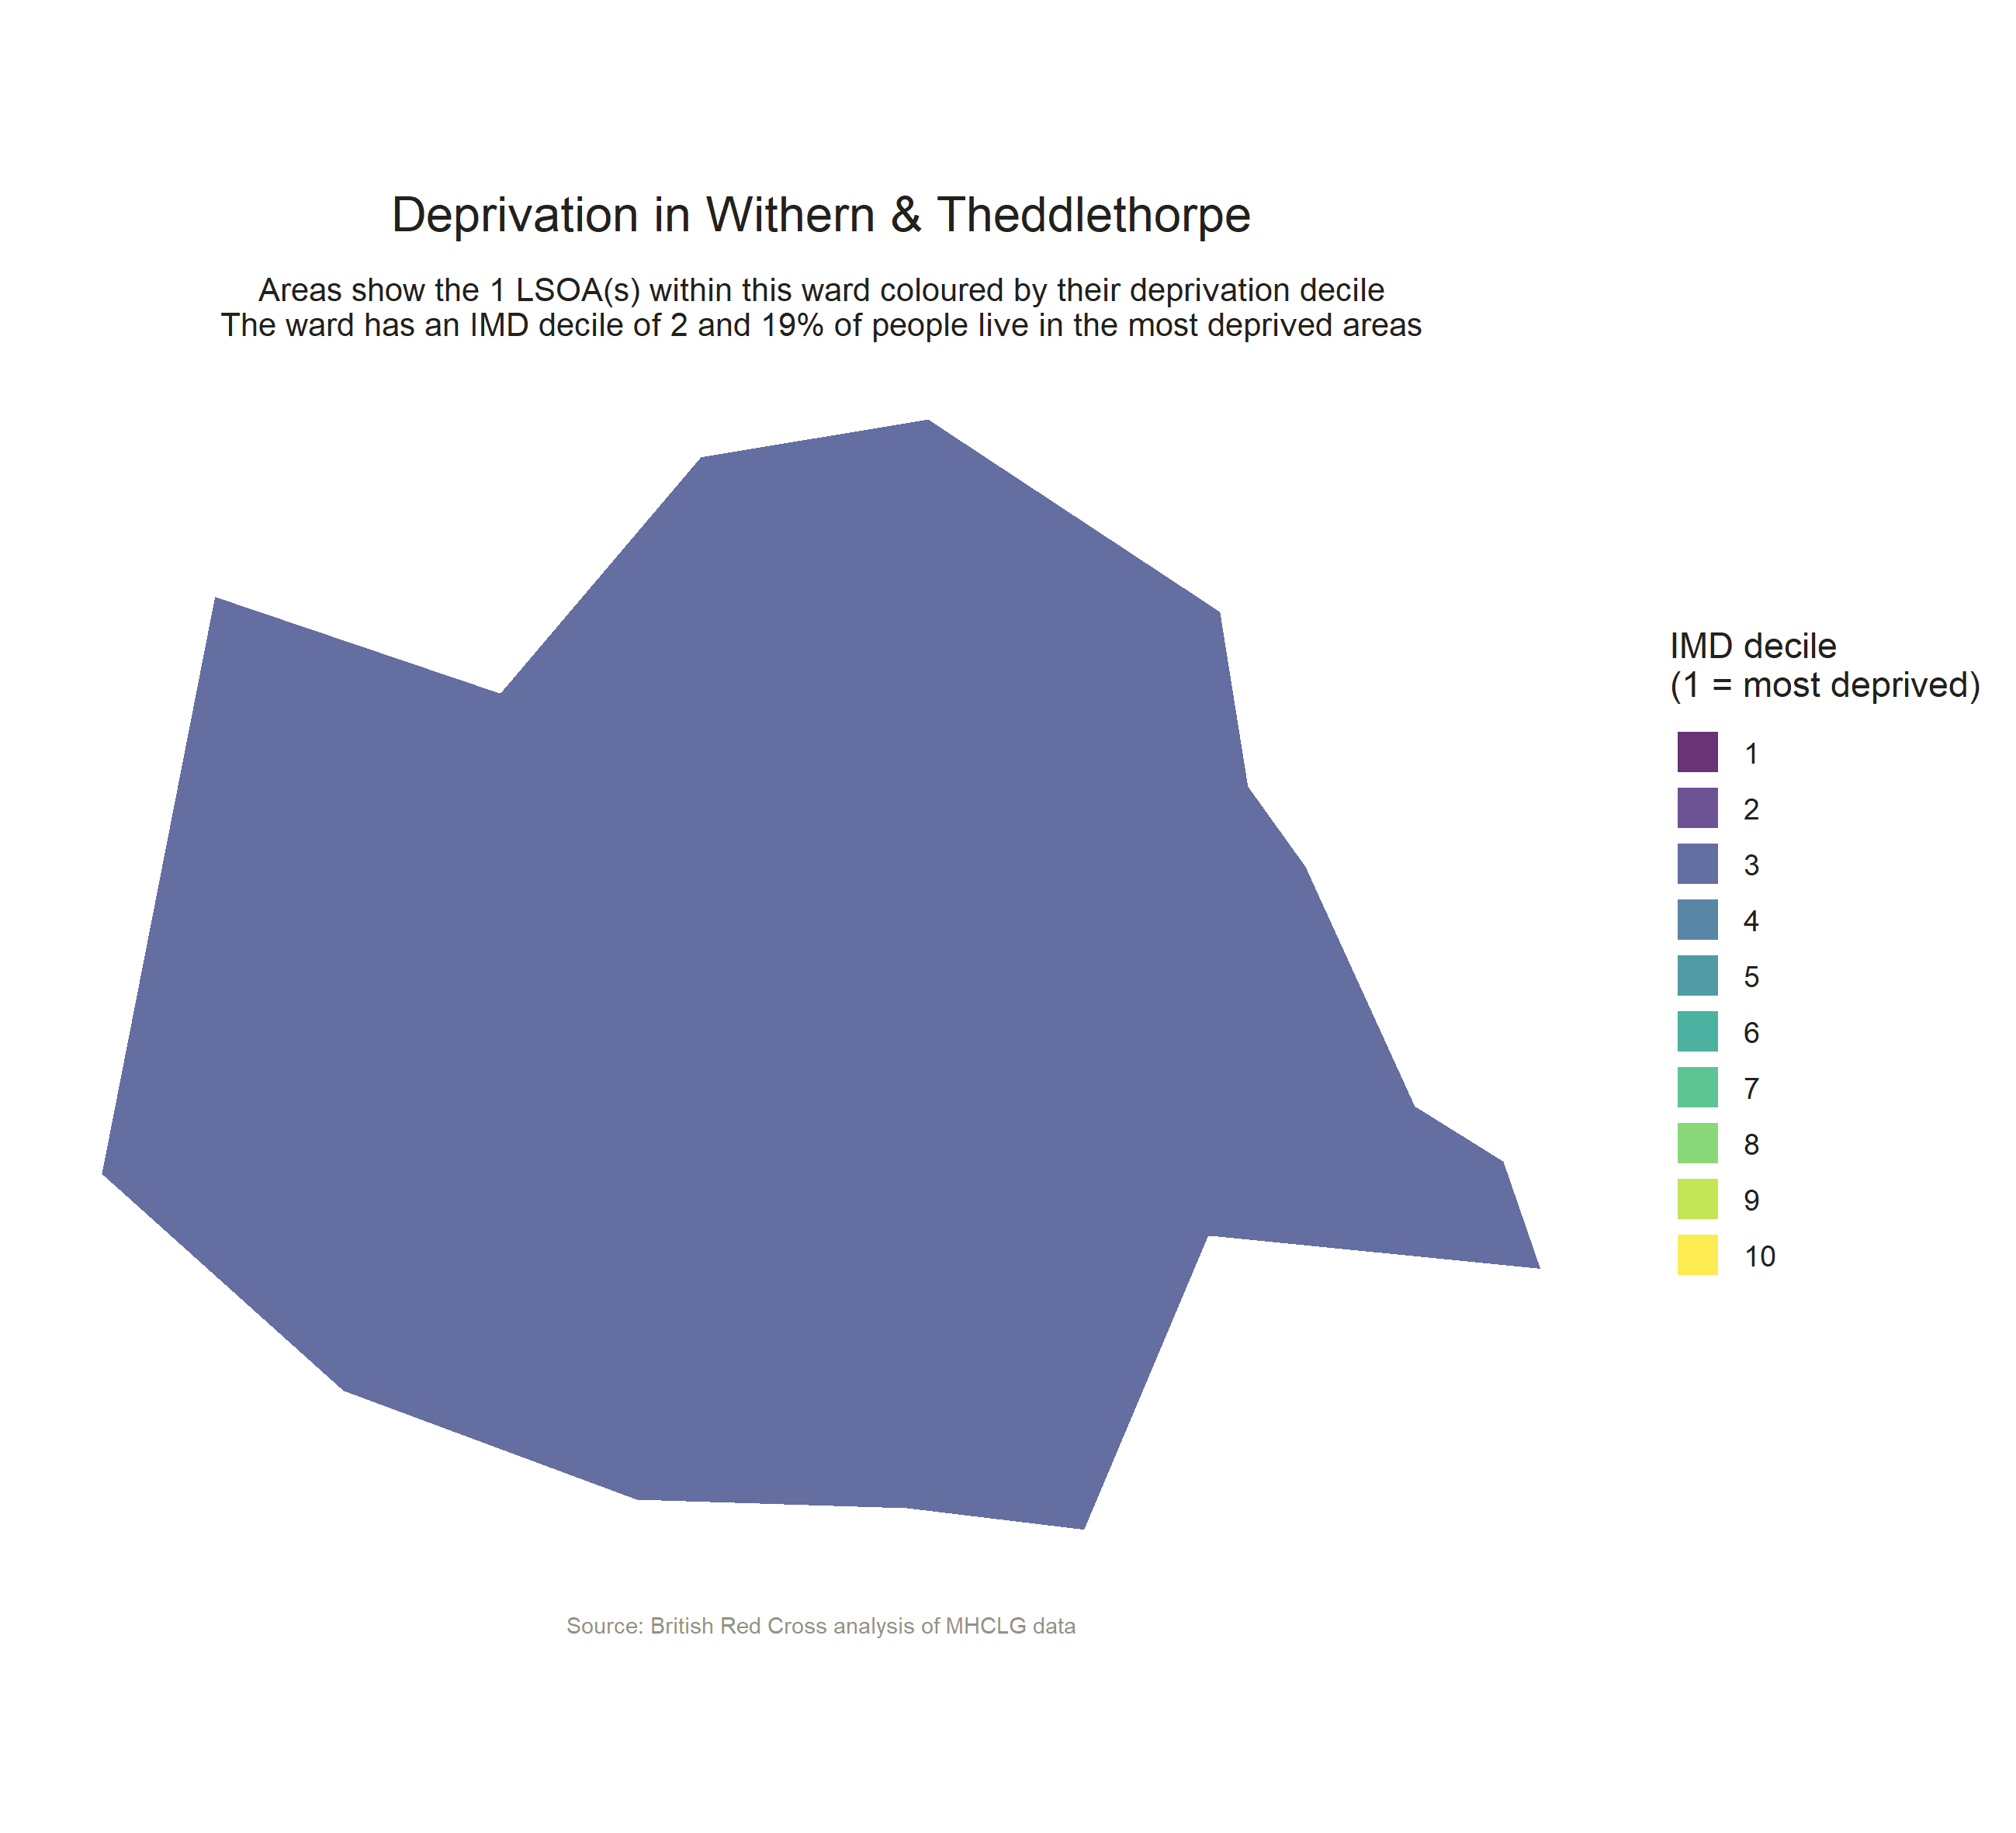 Deprivation in Withern & Theddlethorpe
Areas show the 1 LSOA(s) within this ward coloured by their deprivation decile
The ward has an IMD decile of 2 and 19% of people live in the most deprived areas
IMD decile
(1 = most deprived)
1
2
3
4
5
6
7
8
9
10
Source: British Red Cross analysis of MHCLG data